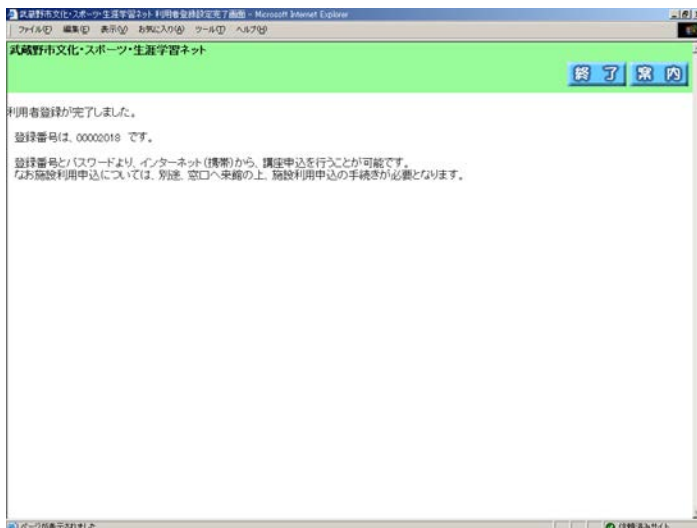 武蔵野市文化・スポーツ・生涯学習ネット 利用者登録設定完了画面 - Microsoft Internet Explorer
ファイル(F) 編集(E) 表示(V) お気に入り(A) ツール(T) ヘルプ(H)
武蔵野市文化・スポーツ・生涯学習ネット
終了 案内
利用者登録が完了しました。
登録番号は、00002018 です。
登録番号とパスワードより、インターネット(携帯)から、講座申込を行うことが可能です。
なお施設利用申込については、別途、窓口へ来館の上、施設利用申込の手続きが必要となります。
ページが表示されました
信頼済みサイト